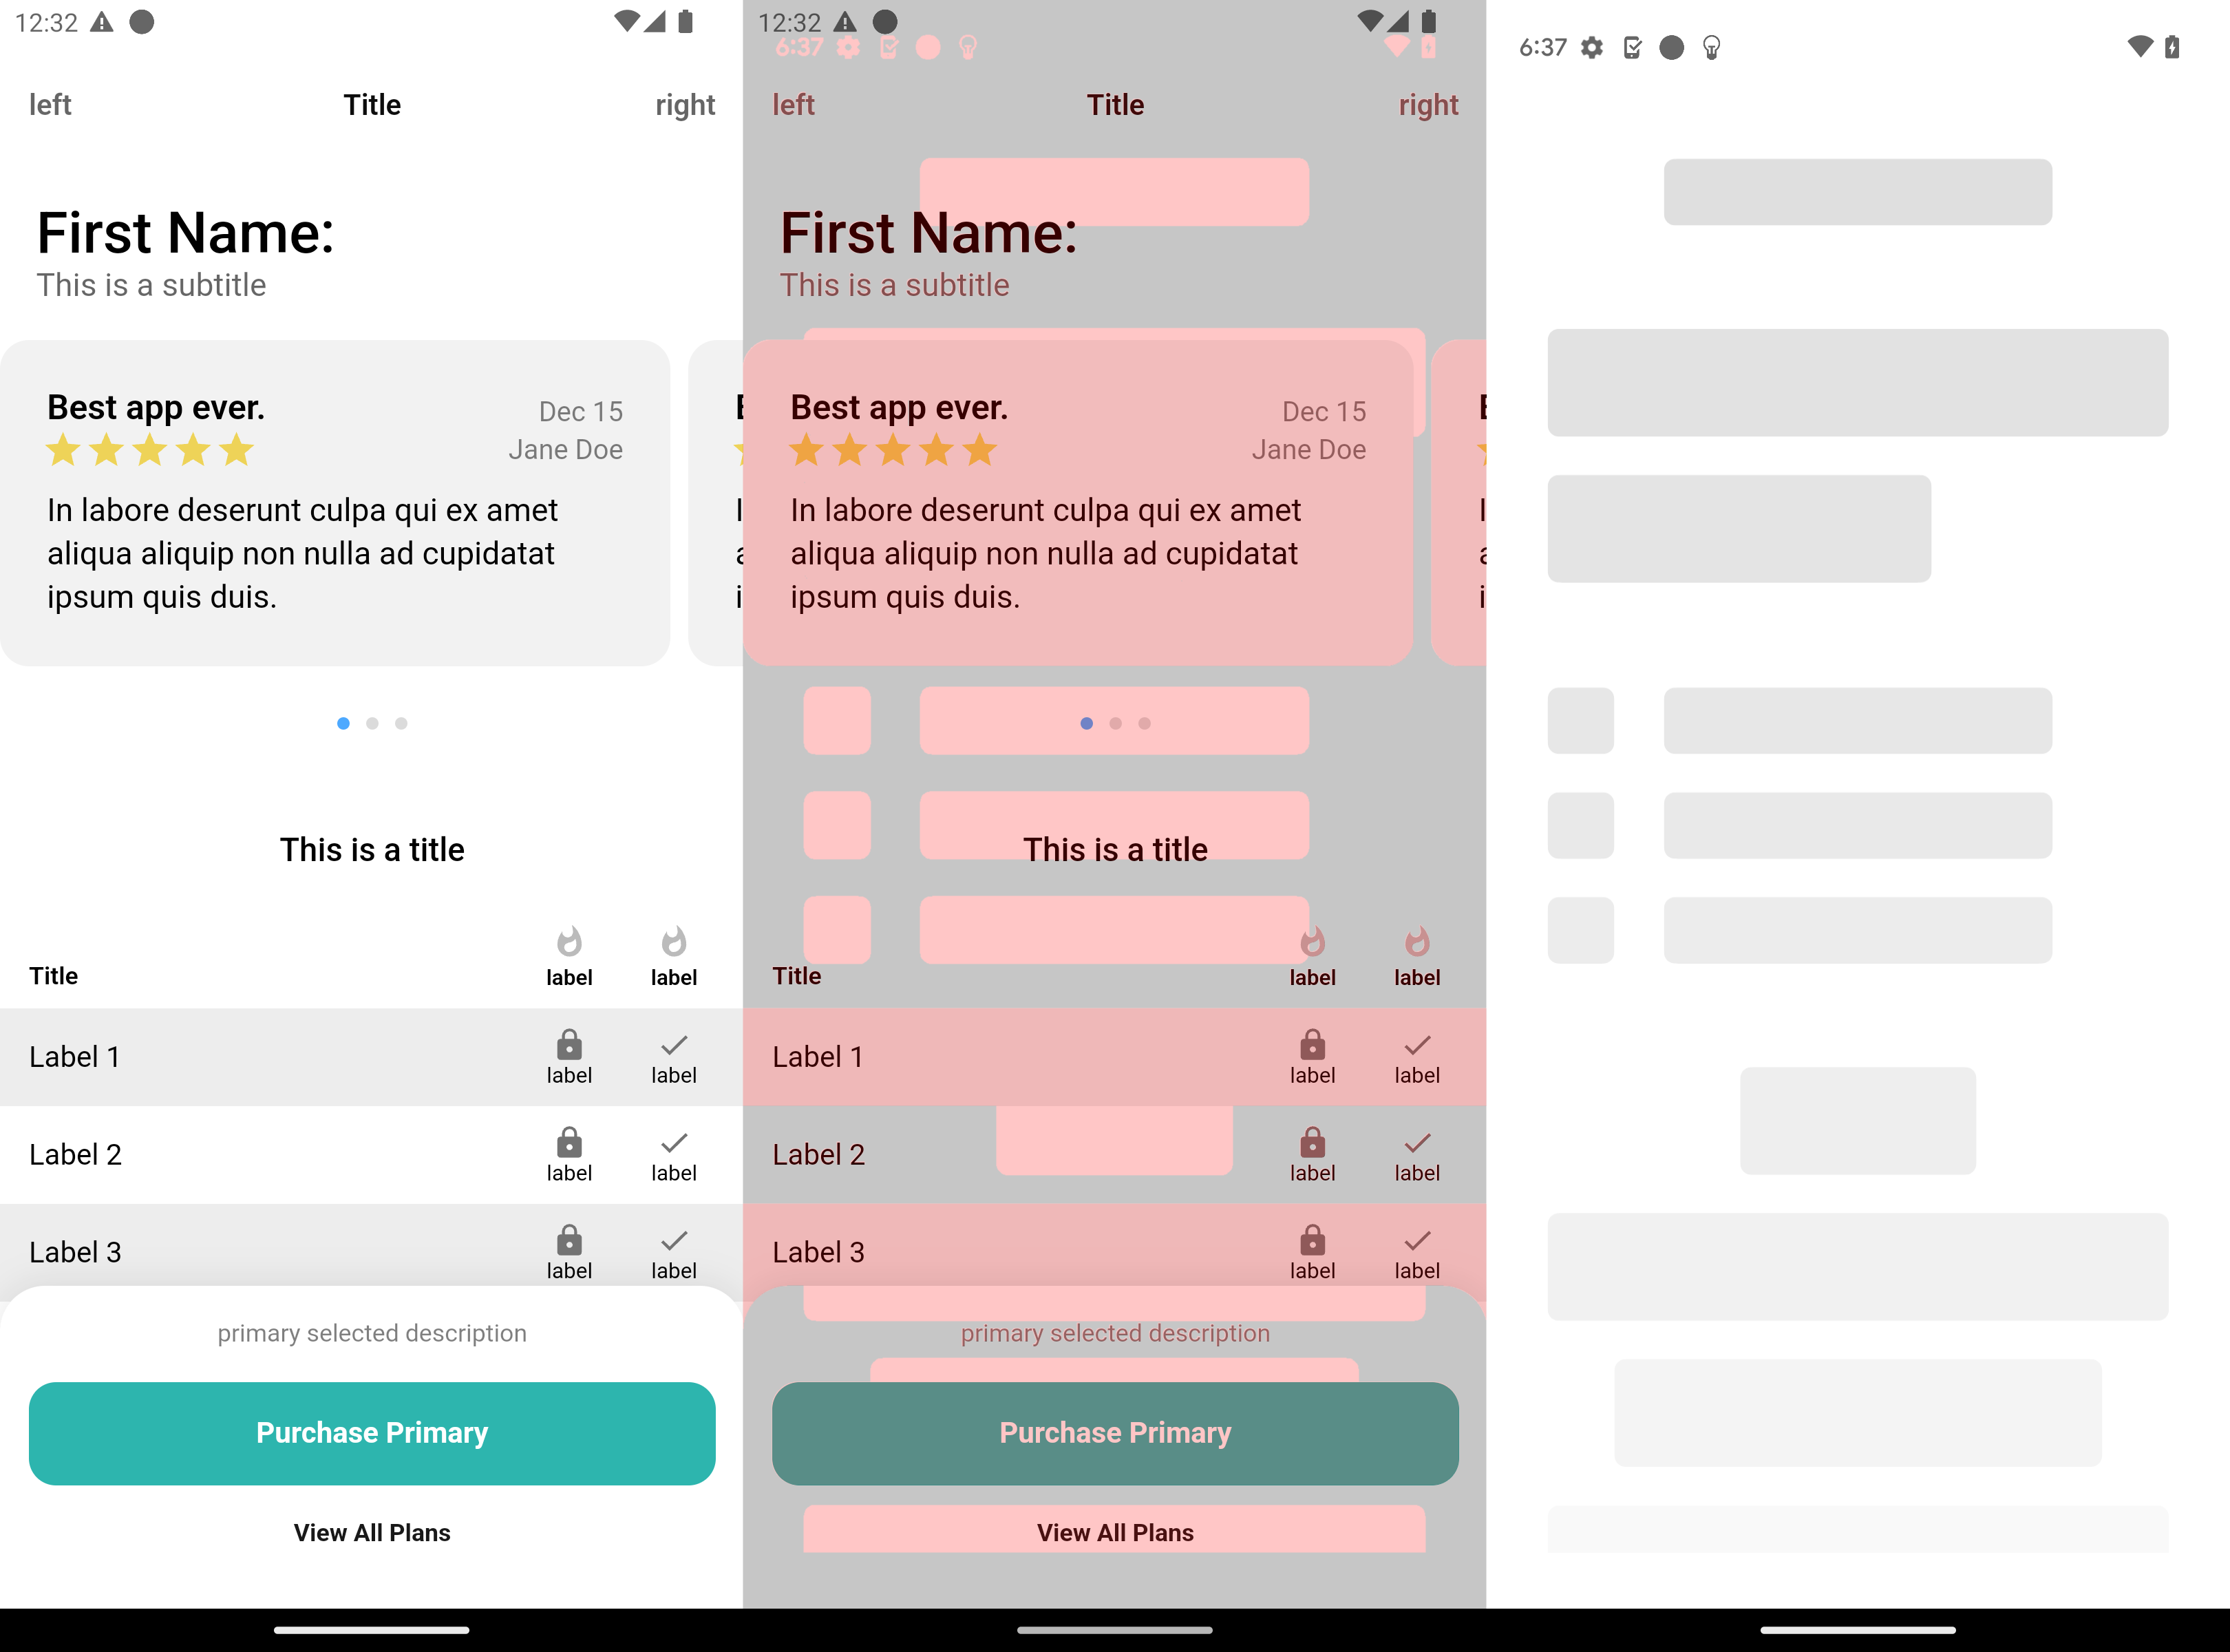 12:32
left Title right
First Name:
This is a subtitle
Best app ever.
Dec 15
Jane Doe
In labore deserunt culpa qui ex amet
aliqua aliquip non nulla ad cupidatat
ipsum quis duis.
This is a title
Title label label
Label 1 label label
Label 2 label label
Label 3 label label
primary selected description
Purchase Primary
View All Plans
12:32
6:37
left Title right
First Name:
This is a subtitle
Best app ever.
Dec 15
Jane Doe
In labore deserunt culpa qui ex amet
aliqua aliquip non nulla ad cupidatat
ipsum quis duis.
This is a title
Title label label
Label 1 label label
Label 2 label label
Label 3 label label
primary selected description
Purchase Primary
View All Plans
6:37